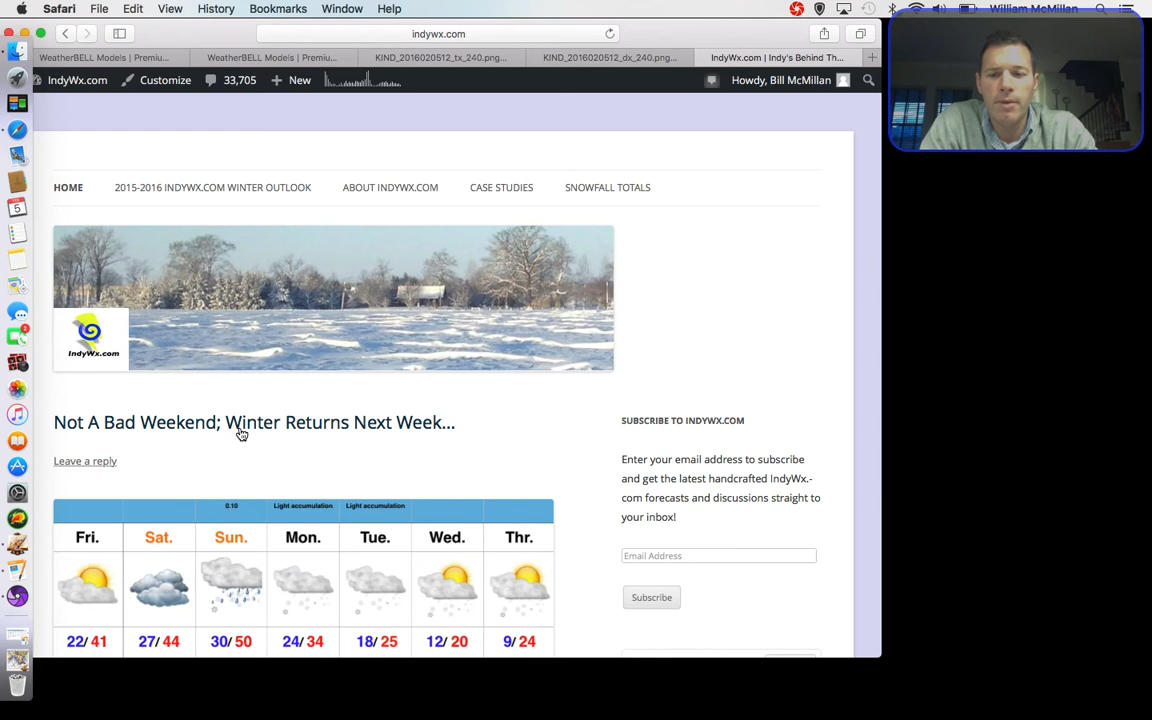 Safari File Edit View History Bookmarks Window Help William McMillan
indywx.com
WeatherBELL Models | Premiu... WeatherBELL Models | Premiu... KIND_2016020512_tx_240.png... KIND_2016020512_dx_240.png... IndyWx.com | Indy's Behind Th...
IndyWx.com Customize 33,705 New Howdy, Bill McMillan
HOME 2015-2016 INDYWX.COM WINTER OUTLOOK ABOUT INDYWX.COM CASE STUDIES SNOWFALL TOTALS
5
IndyWx.com
2
Not A Bad Weekend; Winter Returns Next Week...
SUBSCRIBE TO INDYWX.COM
Leave a reply
Enter your email address to subscribe
and get the latest handcrafted IndyWx.-
com forecasts and discussions straight to
your inbox!
Email Address
Subscribe
0.10 Light accumulation Light accumulation
Fri. Sat. Sun. Mon. Tue. Wed. Thr.
22/41 27/44 30/50 24/34 18/25 12/20 9/24